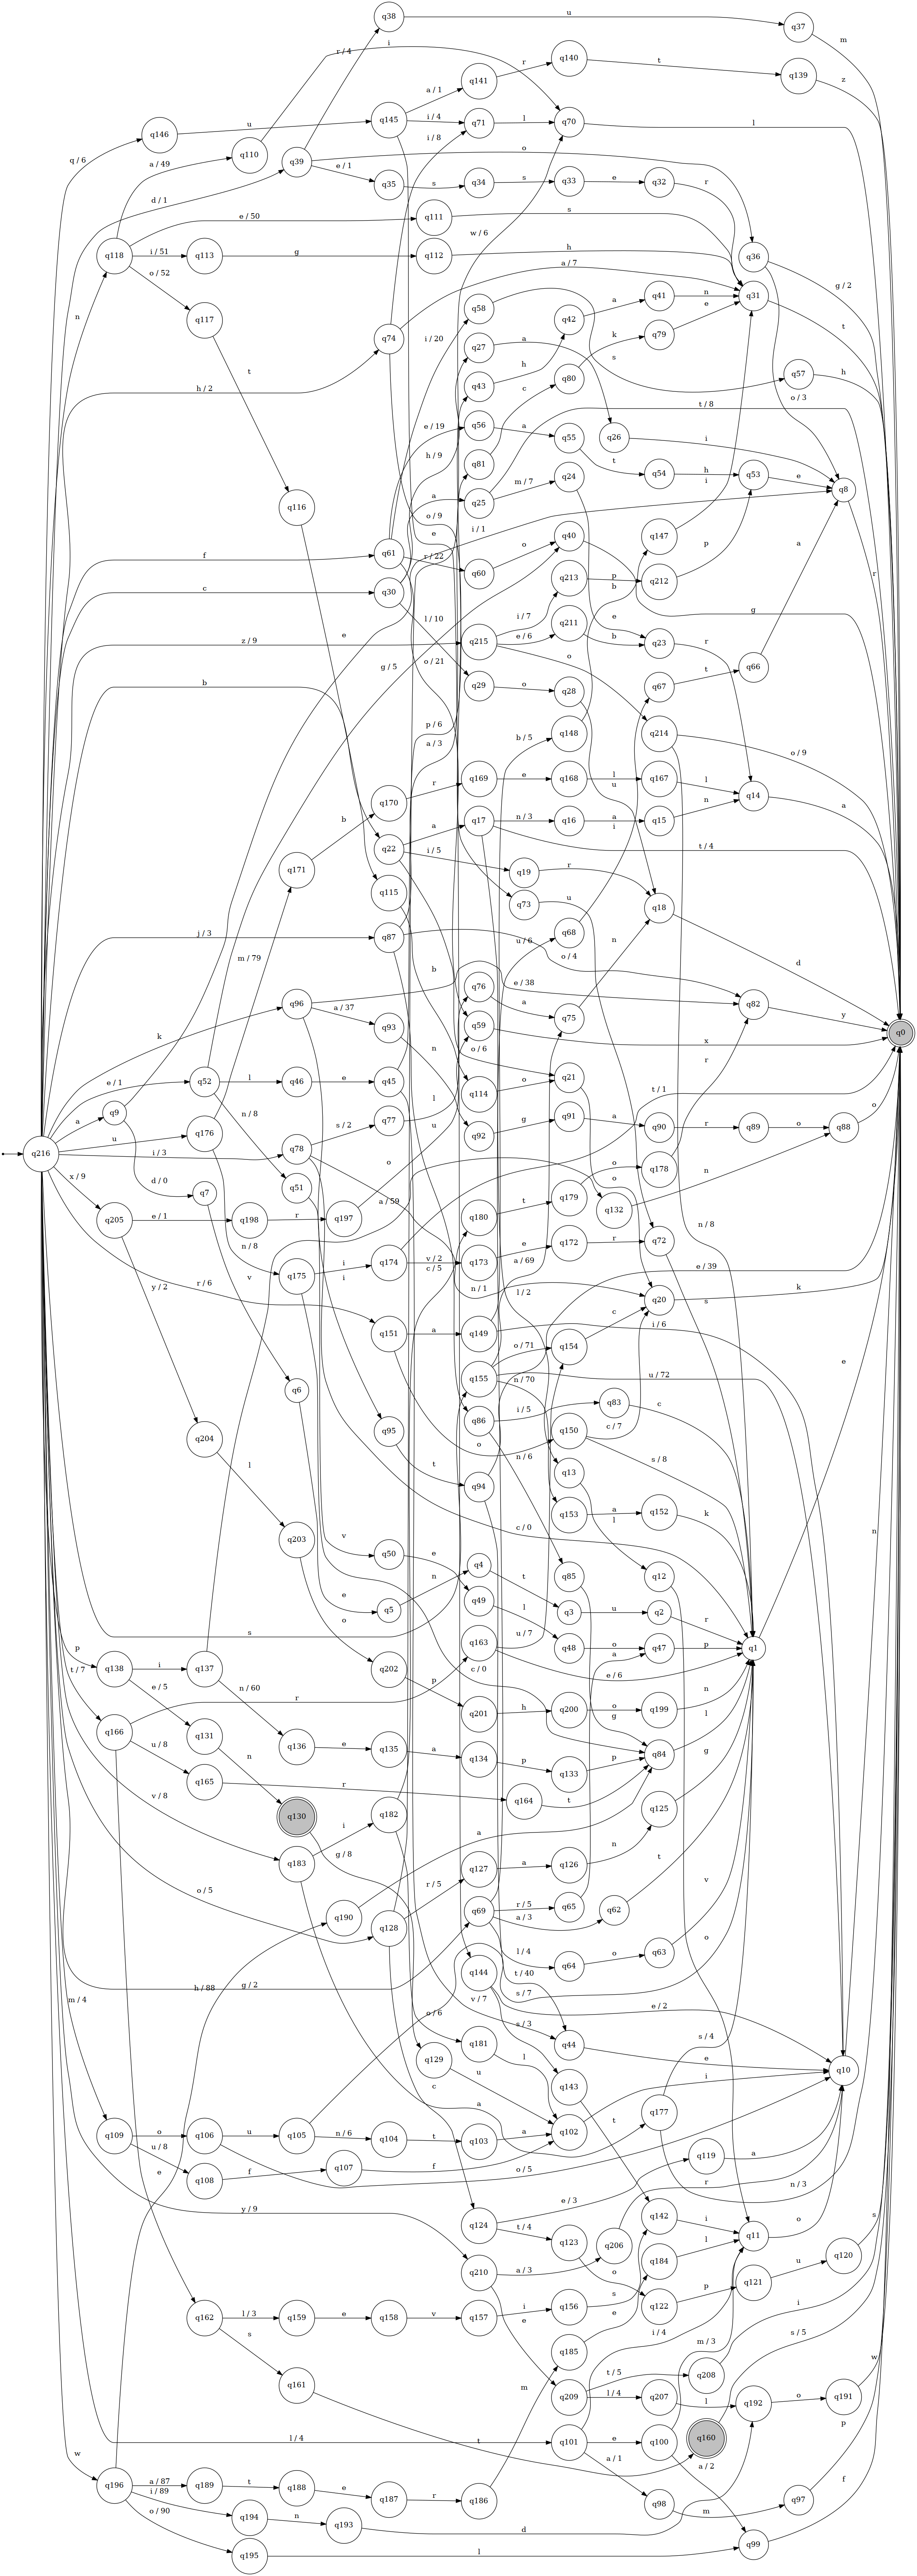 q38 u q37
r / 4 i m
q140
q141 r t q139
a / 1 z
q146 u q145 i / 4 q71 l q70 l
q / 6 a / 49 q110 i / 8
d / 1 q39 e / 1 o
q35 s q34 s q33 e q32 r
e / 50 q111 s
w / 6
n q118 i / 51 q113 g q112 h q36
o / 52 a / 7 g / 2
q41 n q31
q117 q58 a e t
q74 i / 20 q42 q79
q27 a k
h / 2 t h q80 s q57 h
q43 c o / 3
e / 19 q56 a q55 q26 i
h / 9 t t / 8
q81 q54 h q53 e q8
a q25 m / 7 q24
q116 o / 9 i
f q61 e i / 1 q40 q147 p
r / 22 q60 o a r
c q30 i / 7 q213 p q212
l / 10 b g
z / 9 q215 e / 6 q211 b e q23 r
e g / 5 o / 21 o t q66
b q29 o q28 q67
p / 6 b / 5 q148 q214 o / 9
a / 3
q170 r q169 e q168 l q167 l q14 a
b u
q171 q22 a q17 n / 3 q16 a q15 n
i / 5 i t / 4
q115 q19 r
q73 u q18
j / 3 m / 79 q87 u / 6 q68 n d
o / 4
b q76 e / 38
q96 a / 37 a q75 q82 y q0
k q93 q59 x
n o / 6 r
e / 1 q52 l q46 e q45 t / 1
a q9 n / 8 s / 2 q77 l q114 o q21
u q176 u q92 g q91 a q90 r q89 o q88 o
q216 i / 3 q78 o n
x / 9 d / 0 q51 o q178
q7 a / 59 o
q205 e / 1 q198 r q197 q180 t q179 q132
n / 8 n / 8
v q175 i q174 v / 2 q173 e q172 r q72
y / 2 r / 6 i c / 5 a / 69 e / 39
n / 1 l / 2 q20 k
q151 a q149 c i / 6 s
o / 71 q154
q6 q155 u / 72 e
n / 70
q204 q95 q86 i / 5 q83 c
o q150 c / 7
l t n / 6 s / 8
q94 q13
q153 a q152 k
q203 c / 0 l
v q50 e q4 t q85 q12
o e q5 n q49 q3 u q2 r
s l u / 7 q48 o q47 p q1
p q138 i q137 q163 a
t / 7 e / 5 n / 60 q202 c / 0 e / 6
r p q201 h q200 o q199 n
q166 q131 q136 e q135 a g
u / 8 n q134 p q133 p q84 l
q165 r q164 t g
v / 8 q130 q182 q125
i a n
q183 g / 8 r / 5 q127 a q126 t
o / 5 q190 q69 r / 5 q65 v
q128 a / 3 q62
l / 4 q64 o q63 o
h / 88 g / 2 q144 t / 40
m / 4 v / 7 s / 7 e / 2
o / 6 s / 3 s / 4
q181 q44 e n
q129 l q10
c u q143 i
a t q177
q109 o q106 u q105 n / 6 q104 t q103 a q102
u / 8 q119 a
q108 f q107 f o / 5 r n / 3
e e / 3
y / 9 q124 t / 4 q123 q206 q142 i q11 o
q210 a / 3 o q184 l
e q122 p q121 u q120 s
q162 l / 3 q159 e q158 v q157 i q156 s
s e i
q185 i / 4 m / 3 s / 5
q161 q209 t / 5 q208
m l / 4 q207 l q192 o q191 w
l / 4 t q101 e q100 q160
w a / 1 a / 2 p
q196 a / 87 q189 t q188 e q187 r q186 q98 m q97
i / 89 q194 n q193 d f
o / 90 q195 l q99